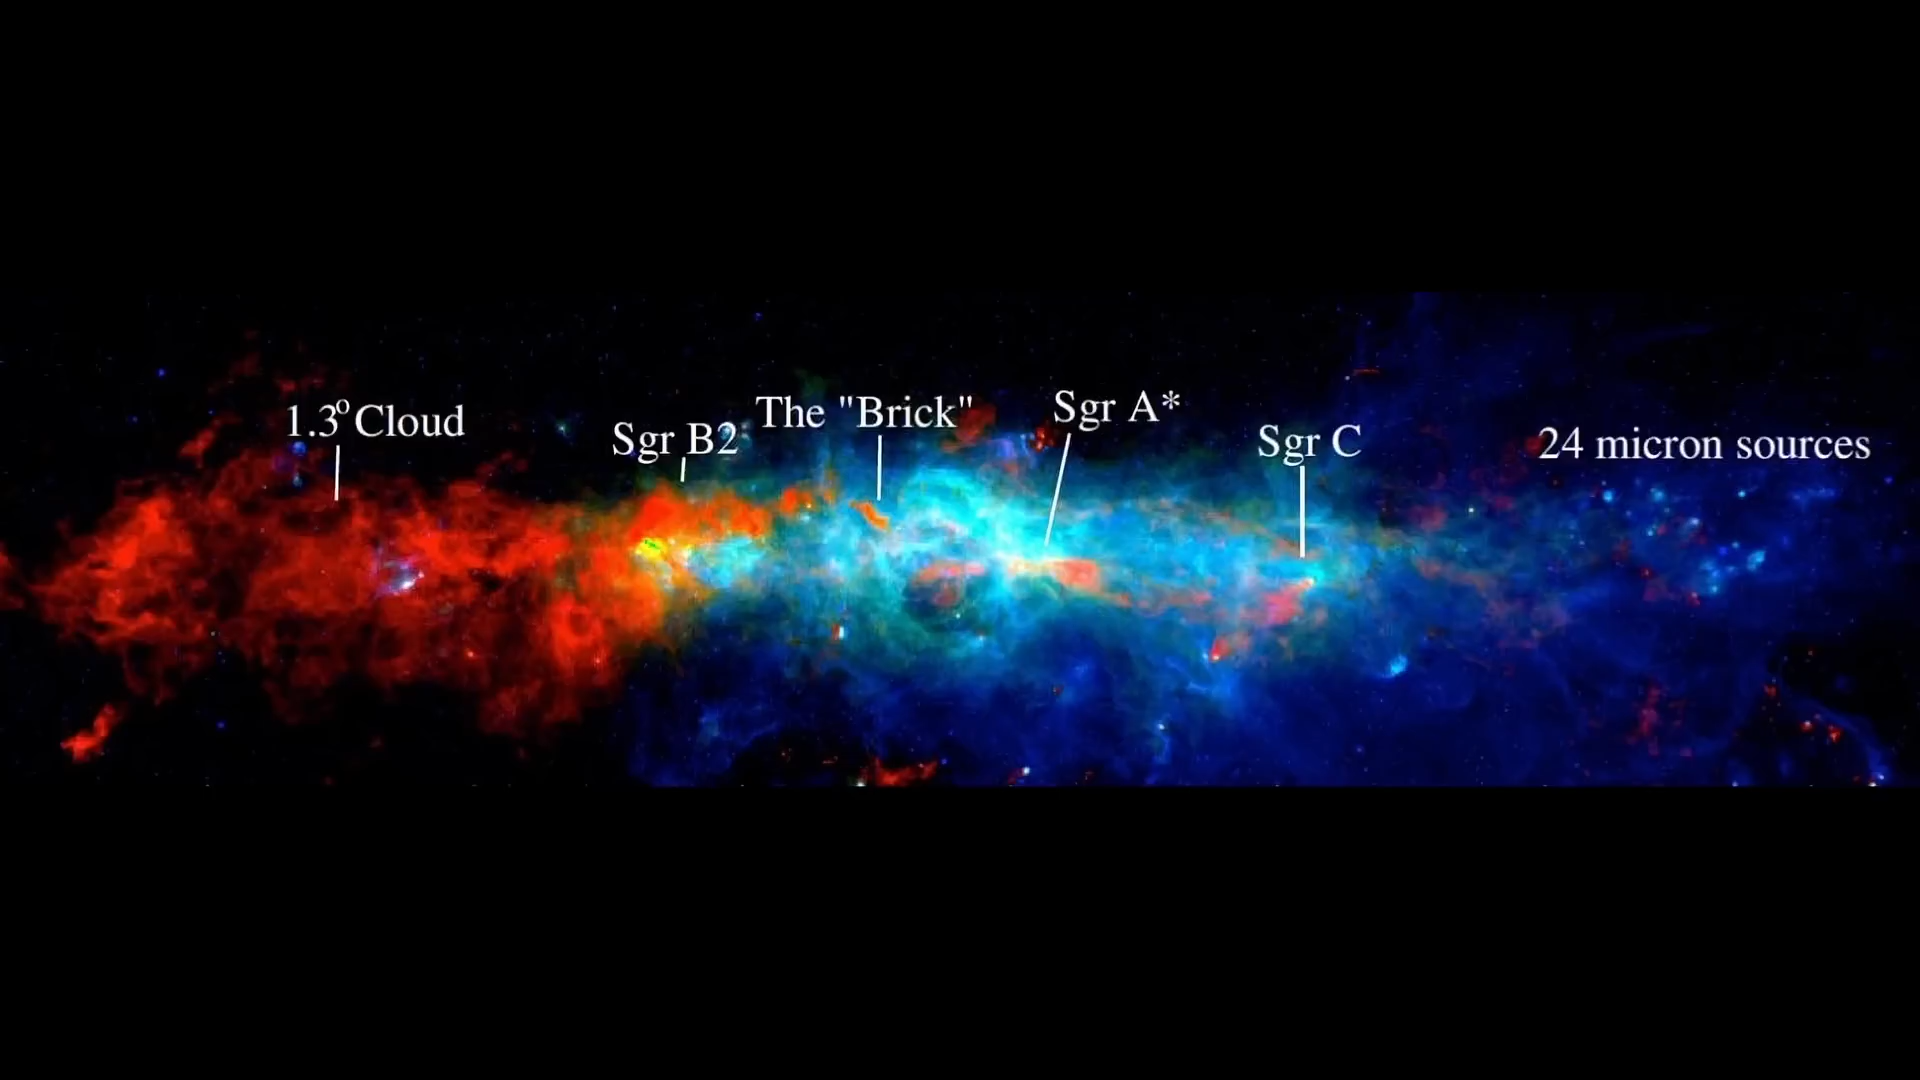 1.3° Cloud
Sgr B2
The "Brick"
Sgr A*
Sgr C
24 micron sources